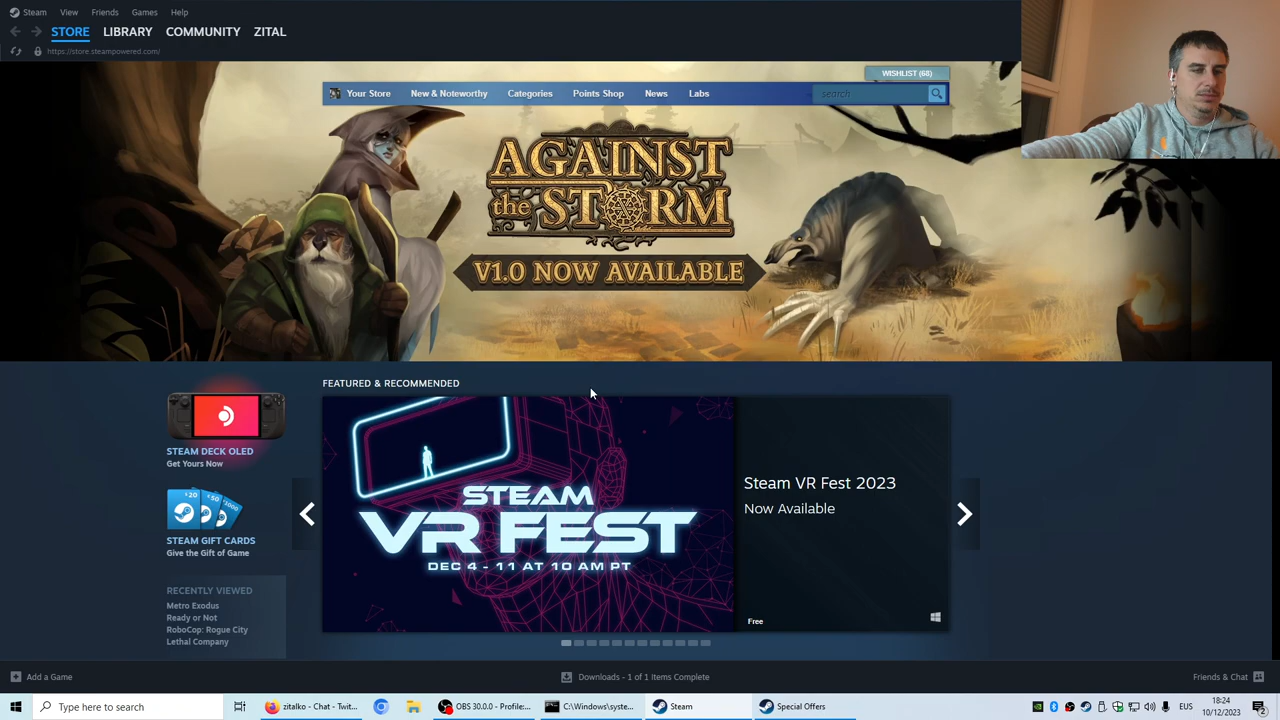 Steam View Friends Games Help
STORE LIBRARY COMMUNITY ZITAL
https://store.steampowered.com/
WISHLIST (68)
Your Store New & Noteworthy Categories Points Shop News Labs search
AGAINST
the STORM
V1.0 NOW AVAILABLE
FEATURED & RECOMMENDED
STEAM DECK OLED
Get Yours Now
$20 $50 $1000
STEAM GIFT CARDS
Give the Gift of Game
RECENTLY VIEWED
Metro Exodus
Ready or Not
RoboCop: Rogue City
Lethal Company
STEAM
VR FEST
DEC 4 - 11 AT 10 AM PT
Steam VR Fest 2023
Now Available
Free
Add a Game
Downloads - 1 of 1 Items Complete
Friends & Chat
Type here to search
zitalko - Chat - Twit...
OBS 30.0.0 - Profile:...
C:\Windows\syste...
Steam
Special Offers
EUS
18:24
10/12/2023
2